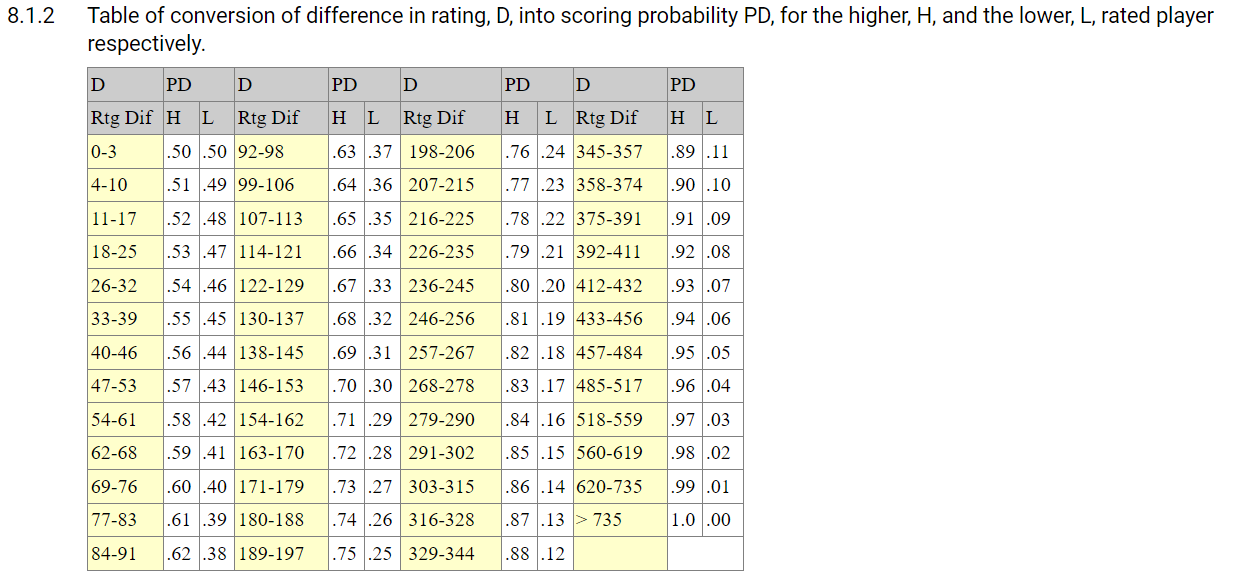 8.1.2 Table of conversion of difference in rating, D, into scoring probability PD, for the higher, H, and the lower, L, rated player
respectively.
D PD D PD D PD D PD
Rtg Dif H L Rtg Dif H L Rtg Dif H L Rtg Dif H L
0-3 .50 .50 92-98 .63 .37 198-206 .76 .24 345-357 .89 .11
4-10 .51 .49 99-106 .64 .36 207-215 .77 .23 358-374 .90 .10
11-17 .52 .48 107-113 .65 .35 216-225 .78 .22 375-391 .91 .09
18-25 .53 .47 114-121 .66 .34 226-235 .79 .21 392-411 .92 .08
26-32 .54 .46 122-129 .67 .33 236-245 .80 .20 412-432 .93 .07
33-39 .55 .45 130-137 .68 .32 246-256 .81 .19 433-456 .94 .06
40-46 .56 .44 138-145 .69 .31 257-267 .82 .18 457-484 .95 .05
47-53 .57 .43 146-153 .70 .30 268-278 .83 .17 485-517 .96 .04
54-61 .58 .42 154-162 .71 .29 279-290 .84 .16 518-559 .97 .03
62-68 .59 .41 163-170 .72 .28 291-302 .85 .15 560-619 .98 .02
69-76 .60 .40 171-179 .73 .27 303-315 .86 .14 620-735 .99 .01
77-83 .61 .39 180-188 .74 .26 316-328 .87 .13 > 735 1.0 .00
84-91 .62 .38 189-197 .75 .25 329-344 .88 .12